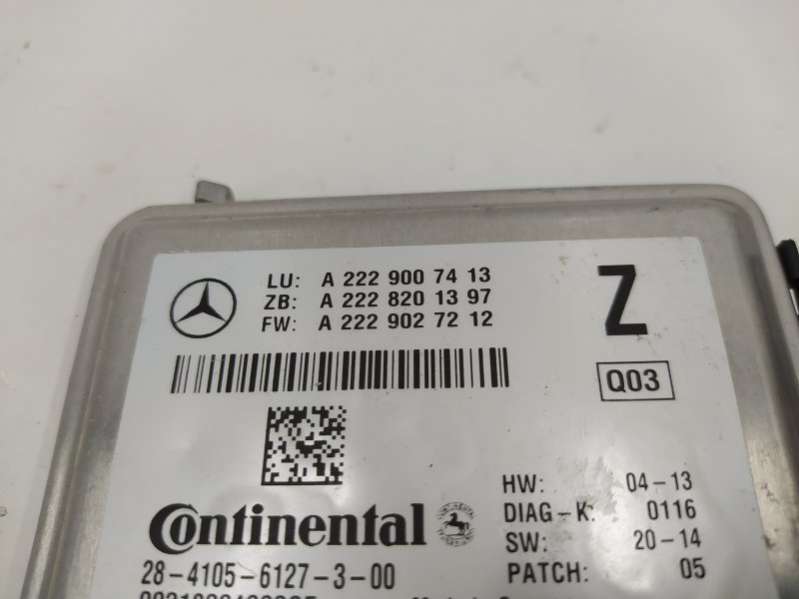 LU: A 222 900 74 13
ZB: A 222 820 13 97
FW: A 222 902 72 12
Z
Q03
Continental
HW: 04-13
DIAG-K: 0116
SW: 20-14
PATCH: 05
28-4105-6127-3-00